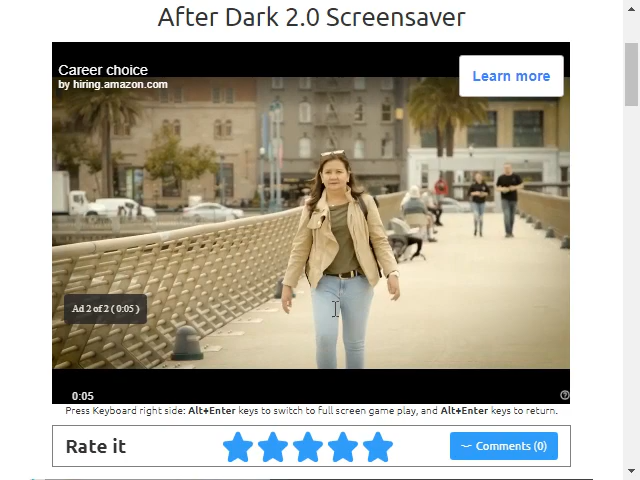 After Dark 2.0 Screensaver
Career choice
by hiring.amazon.com
Learn more
Ad 2 of 2 ( 0:05 )
0:05
Press Keyboard right side: Alt+Enter keys to switch to full screen game play, and Alt+Enter keys to return.
Rate it
Comments (0)